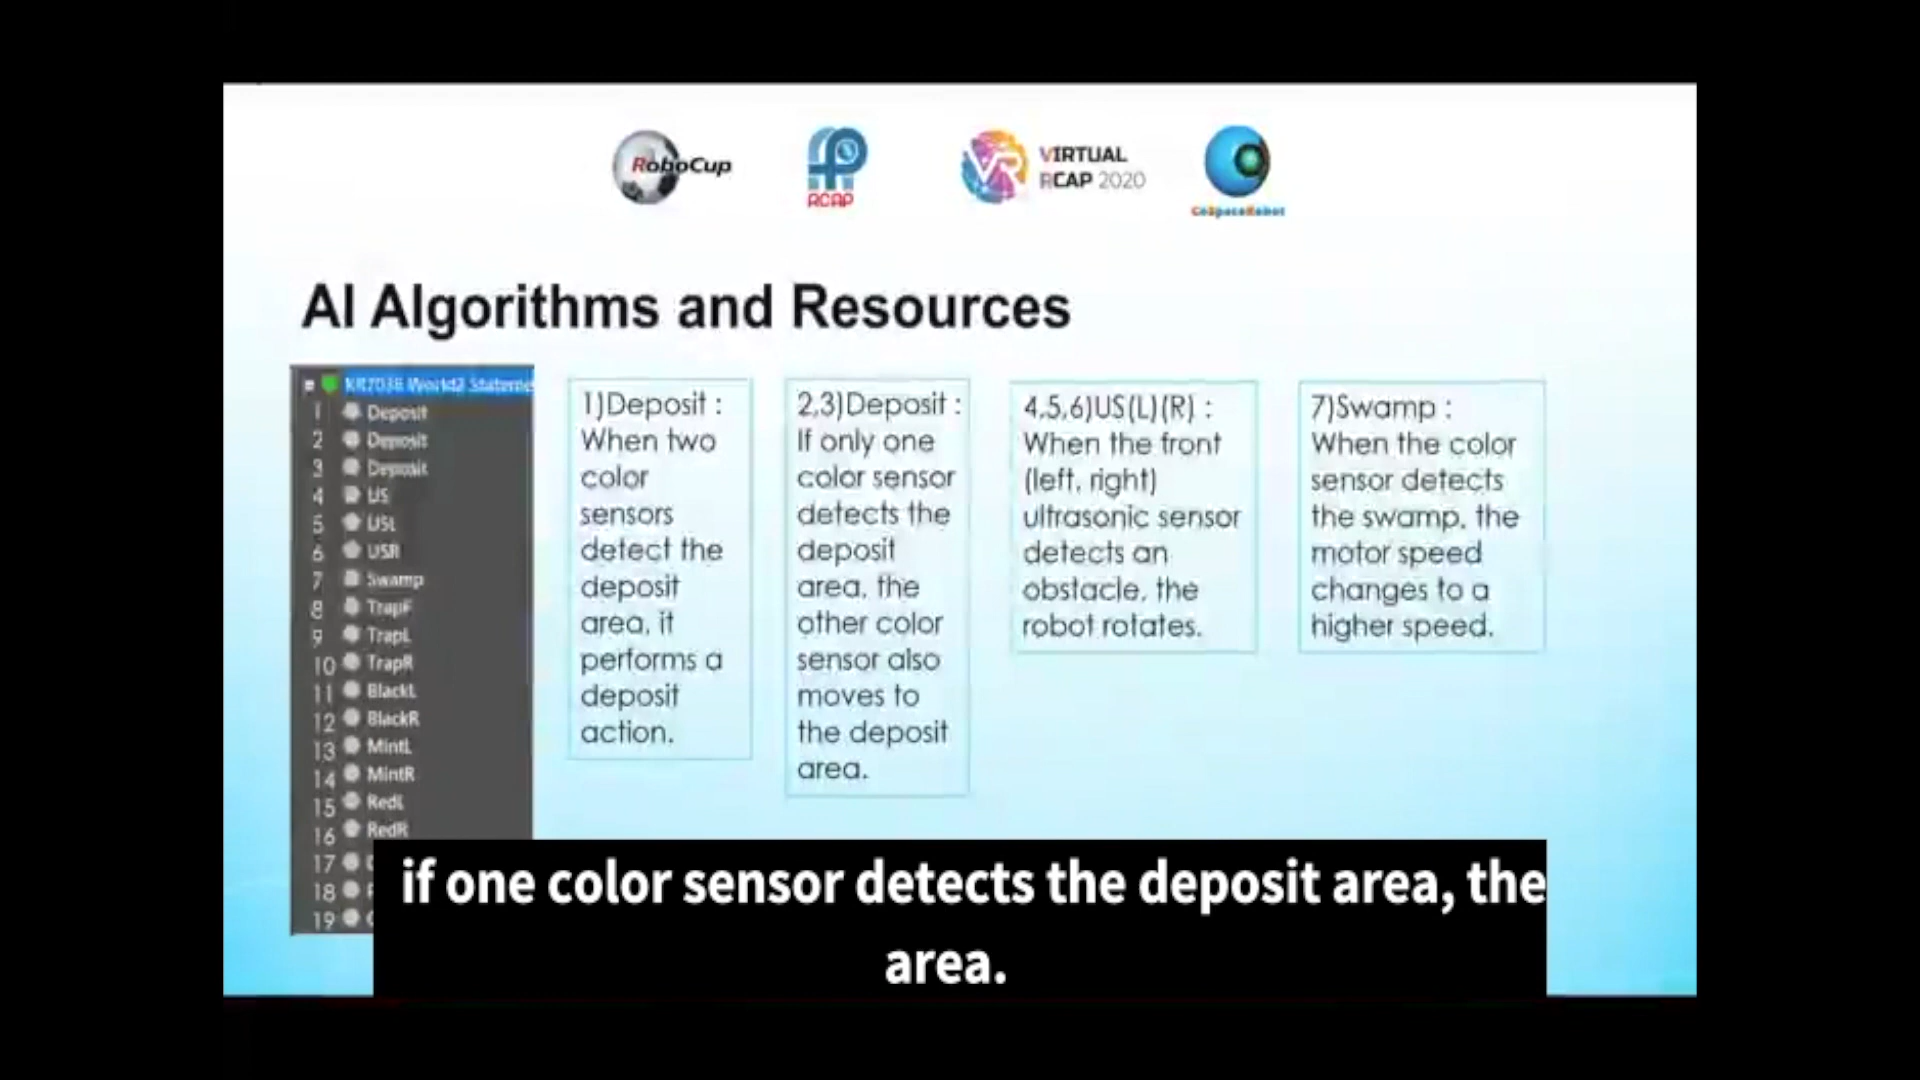 RoboCup
RCAP
VIRTUAL
RCAP 2020
CoSpaceRobot
AI Algorithms and Resources
KR7036 World2 Stateme
1 Deposit
2 Deposit
3 Deposit
4 US
5 USL
6 USR
7 Swamp
8 TrapF
9 TrapL
10 TrapR
11 BlackL
12 BlackR
13 MintL
14 MintR
15 RedL
16 RedR
17
18
19
1)Deposit :
When two
color
sensors
detect the
deposit
area, it
performs a
deposit
action.
2,3)Deposit :
If only one
color sensor
detects the
deposit
area, the
other color
sensor also
moves to
the deposit
area.
4,5,6)US(L)(R) :
When the front
(left, right)
ultrasonic sensor
detects an
obstacle, the
robot rotates.
7)Swamp :
When the color
sensor detects
the swamp, the
motor speed
changes to a
higher speed.
if one color sensor detects the deposit area, the
area.